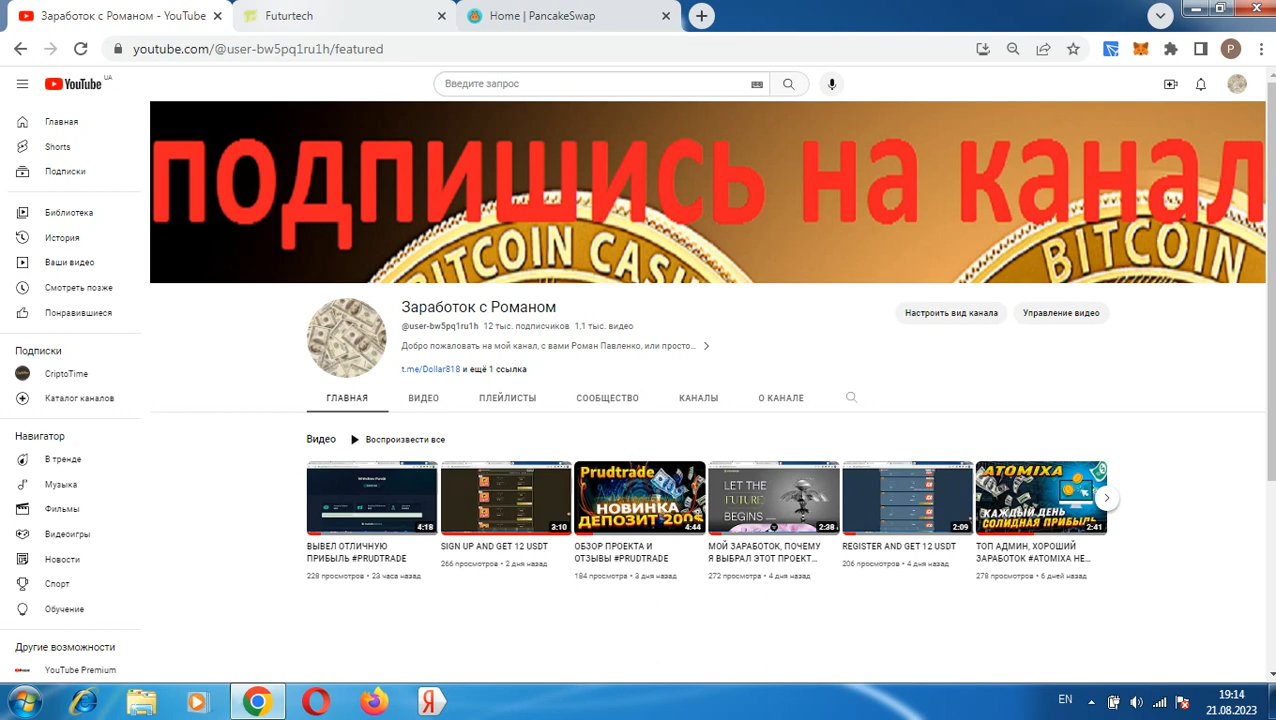 Заработок с Романом - YouTube
Futurtech
Home | PancakeSwap
youtube.com/@user-bw5pq1ru1h/featured
P
YouTube UA
Введите запрос
Главная
Shorts
Подписки
Библиотека
История
Ваши видео
Смотреть позже
Понравившиеся
Подписки
CriptoTime
Каталог каналов
Навигатор
В тренде
Музыка
Фильмы
Видеоигры
Новости
Спорт
Обучение
Другие возможности
YouTube Premium
подпишись на канал
BITCOIN CASH
BITCOIN
Заработок с Романом
@user-bw5pq1ru1h 12 тыс. подписчиков 1,1 тыс. видео
Добро пожаловать на мой канал, с вами Роман Павленко, или просто...
t.me/Dollar818 и ещё 1 ссылка
Настроить вид канала
Управление видео
ГЛАВНАЯ ВИДЕО ПЛЕЙЛИСТЫ СООБЩЕСТВО КАНАЛЫ О КАНАЛЕ
Видео Воспроизвести все
4:18
ВЫВЕЛ ОТЛИЧНУЮ
ПРИБЫЛЬ #PRUDTRADE
228 просмотров • 23 часа назад
3:10
SIGN UP AND GET 12 USDT
266 просмотров • 2 дня назад
Prudtrade
НОВИНКА
ДЕПОЗИТ 200$
4:44
ОБЗОР ПРОЕКТА И
ОТЗЫВЫ #PRUDTRADE
184 просмотра • 3 дня назад
LET THE
FUTURE
BEGINS
2:38
МОЙ ЗАРАБОТОК, ПОЧЕМУ
Я ВЫБРАЛ ЭТОТ ПРОЕКТ...
272 просмотра • 4 дня назад
2:09
REGISTER AND GET 12 USDT
206 просмотров • 4 дня назад
ATOMIXA
КАЖДЫЙ ДЕНЬ
СОЛИДНАЯ ПРИБЫЛЬ
2:41
ТОП АДМИН, ХОРОШИЙ
ЗАРАБОТОК #ATOMIXA НЕ...
278 просмотров • 6 дней назад
EN
19:14
21.08.2023